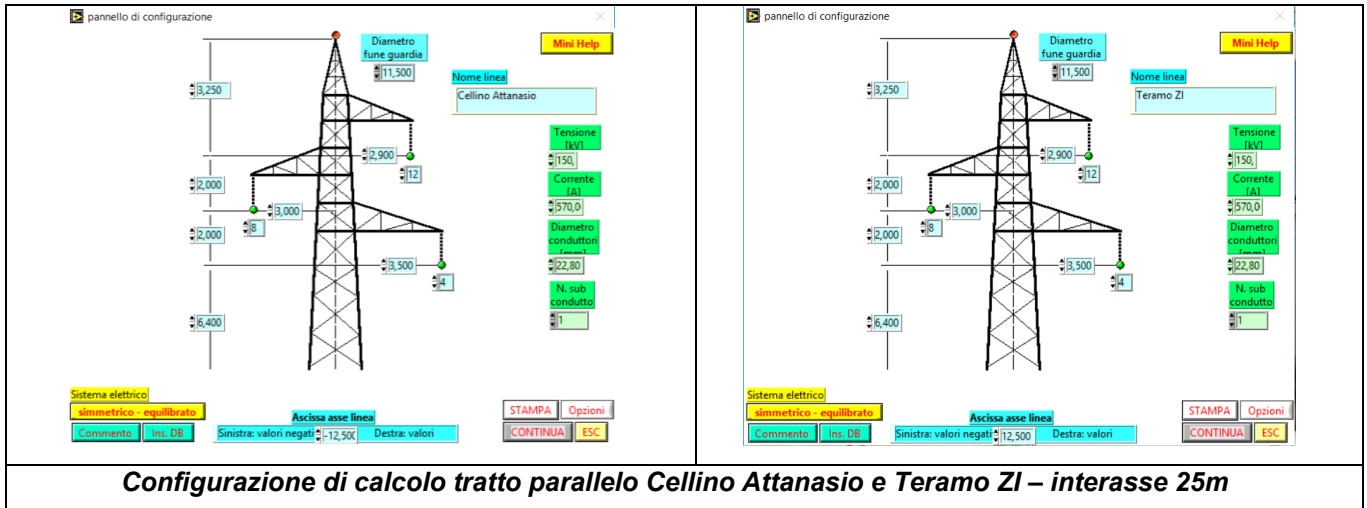 pannello di configurazione
Diametro
fune guardia
11,500
Mini Help
3,250
Nome linea
Cellino Attanasio
Tensione
[kV]
150,
2,900
12
Corrente
[A]
570,0
2,000
3,000
8
Diametro
conduttori
[mm]
22,80
2,000
3,500
4
N. sub
condutto
1
6,400
Sistema elettrico
simmetrico - equilibrato
Commento
Ins. DB
Ascissa asse linea
Sinistra: valori negati
-12,500
Destra: valori
STAMPA
Opzioni
CONTINUA
ESC
pannello di configurazione
Diametro
fune guardia
11,500
Mini Help
3,250
Nome linea
Teramo ZI
Tensione
[kV]
150,
2,900
12
Corrente
[A]
570,0
2,000
3,000
8
Diametro
conduttori
[mm]
22,80
2,000
3,500
4
N. sub
condutto
1
6,400
Sistema elettrico
simmetrico - equilibrato
Commento
Ins. DB
Ascissa asse linea
Sinistra: valori negati
12,500
Destra: valori
STAMPA
Opzioni
CONTINUA
ESC
Configurazione di calcolo tratto parallelo Cellino Attanasio e Teramo ZI – interasse 25m